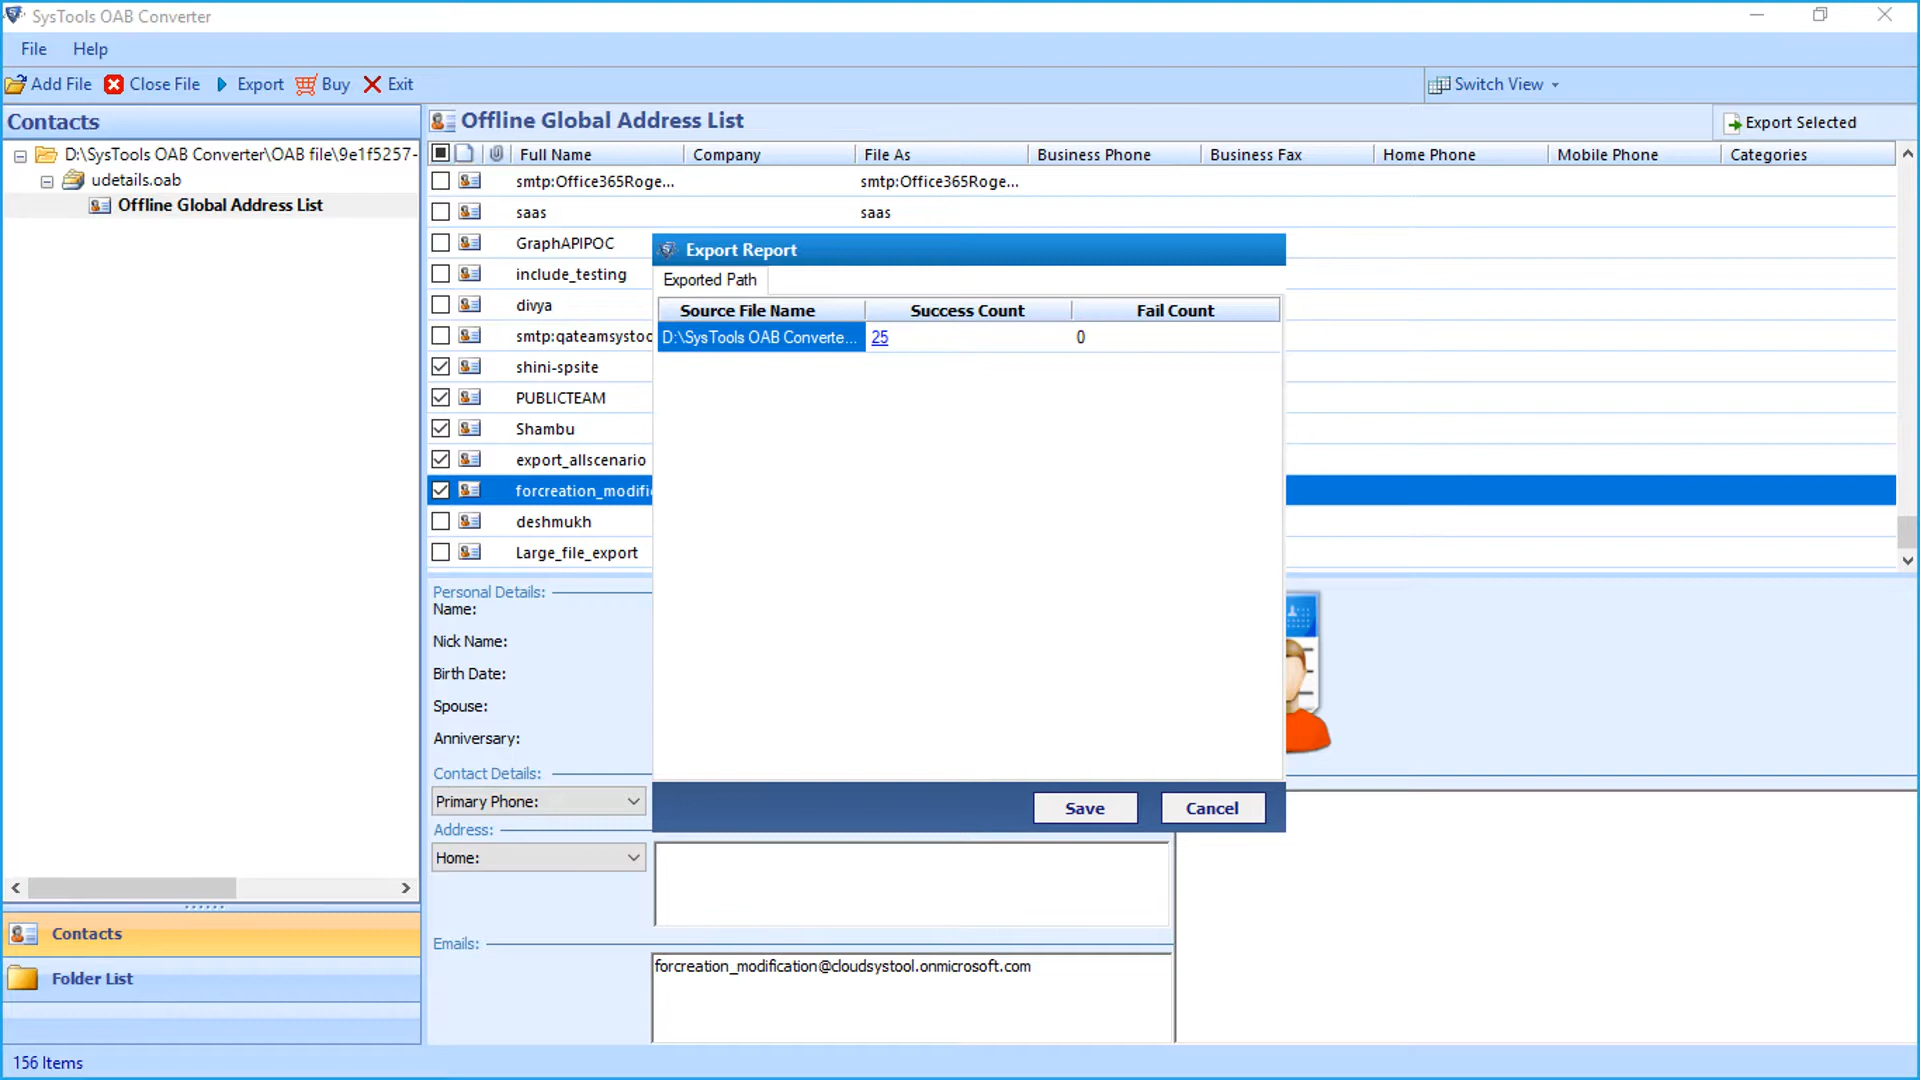 SysTools OAB Converter
File Help
Add File Close File Export Buy Exit Switch View
Contacts
D:\SysTools OAB Converter\OAB file\9e1f5257-
udetails.oab
Offline Global Address List
Offline Global Address List
Export Selected
Full Name Company File As Business Phone Business Fax Home Phone Mobile Phone Categories
smtp:Office365Roge... smtp:Office365Roge...
saas saas
GraphAPIPOC
include_testing
divya
smtp:qateamsystoo
shini-spsite
PUBLICTEAM
Shambu
export_allscenario
forcreation_modific
deshmukh
Large_file_export
Export Report
Exported Path
Source File Name Success Count Fail Count
D:\SysTools OAB Converte... 25 0
Save Cancel
Personal Details:
Name:
Nick Name:
Birth Date:
Spouse:
Anniversary:
Contact Details:
Primary Phone:
Address:
Home:
Emails:
forcreation_modification@cloudsystool.onmicrosoft.com
Contacts
Folder List
156 Items